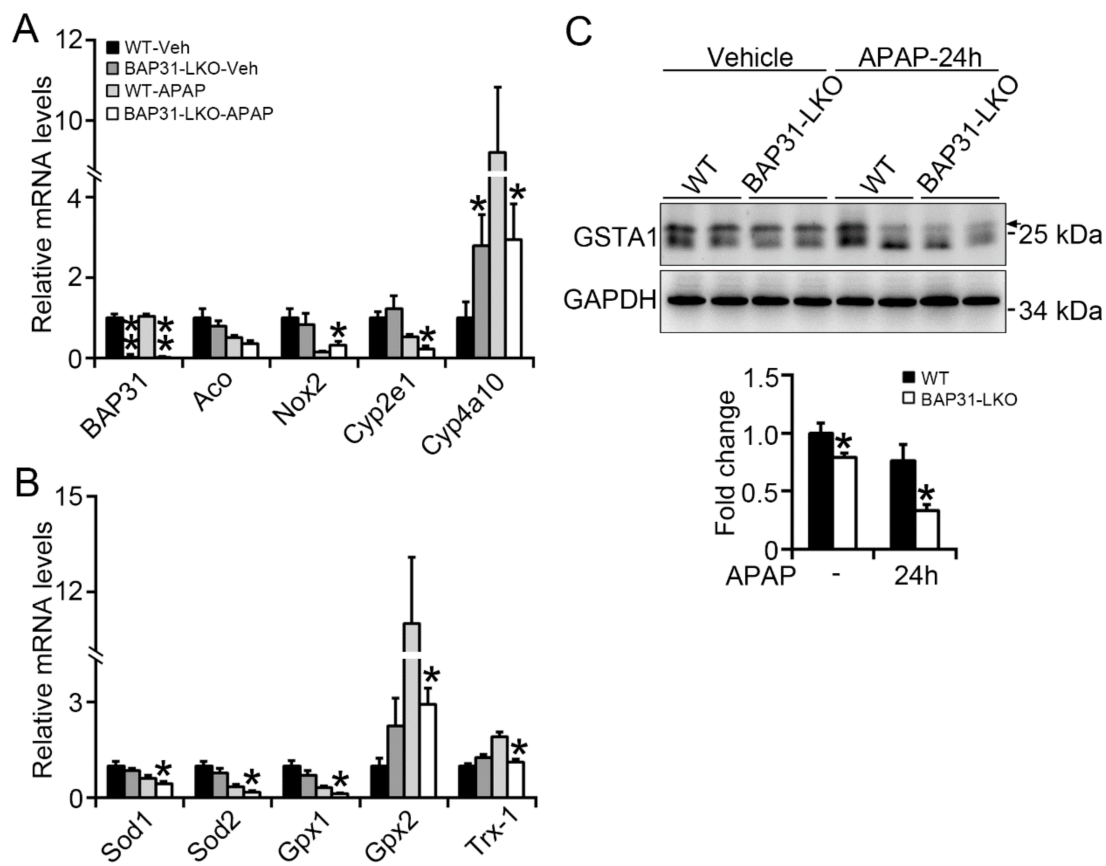 A
12
10
4
2
0
Relative mRNA levels
WT-Veh
BAP31-LKO-Veh
WT-APAP
BAP31-LKO-APAP
* * * * * * * *
BAP31
Aco
Nox2
Cyp2e1
Cyp4a10
B
15
12
3
0
Relative mRNA levels
* * * * *
Sod1
Sod2
Gpx1
Gpx2
Trx-1
C
Vehicle APAP-24h
WT BAP31-LKO WT BAP31-LKO
GSTA1
-25 kDa
GAPDH
-34 kDa
1.5
1.0
0.5
0
Fold change
WT
BAP31-LKO
* *
APAP - 24h